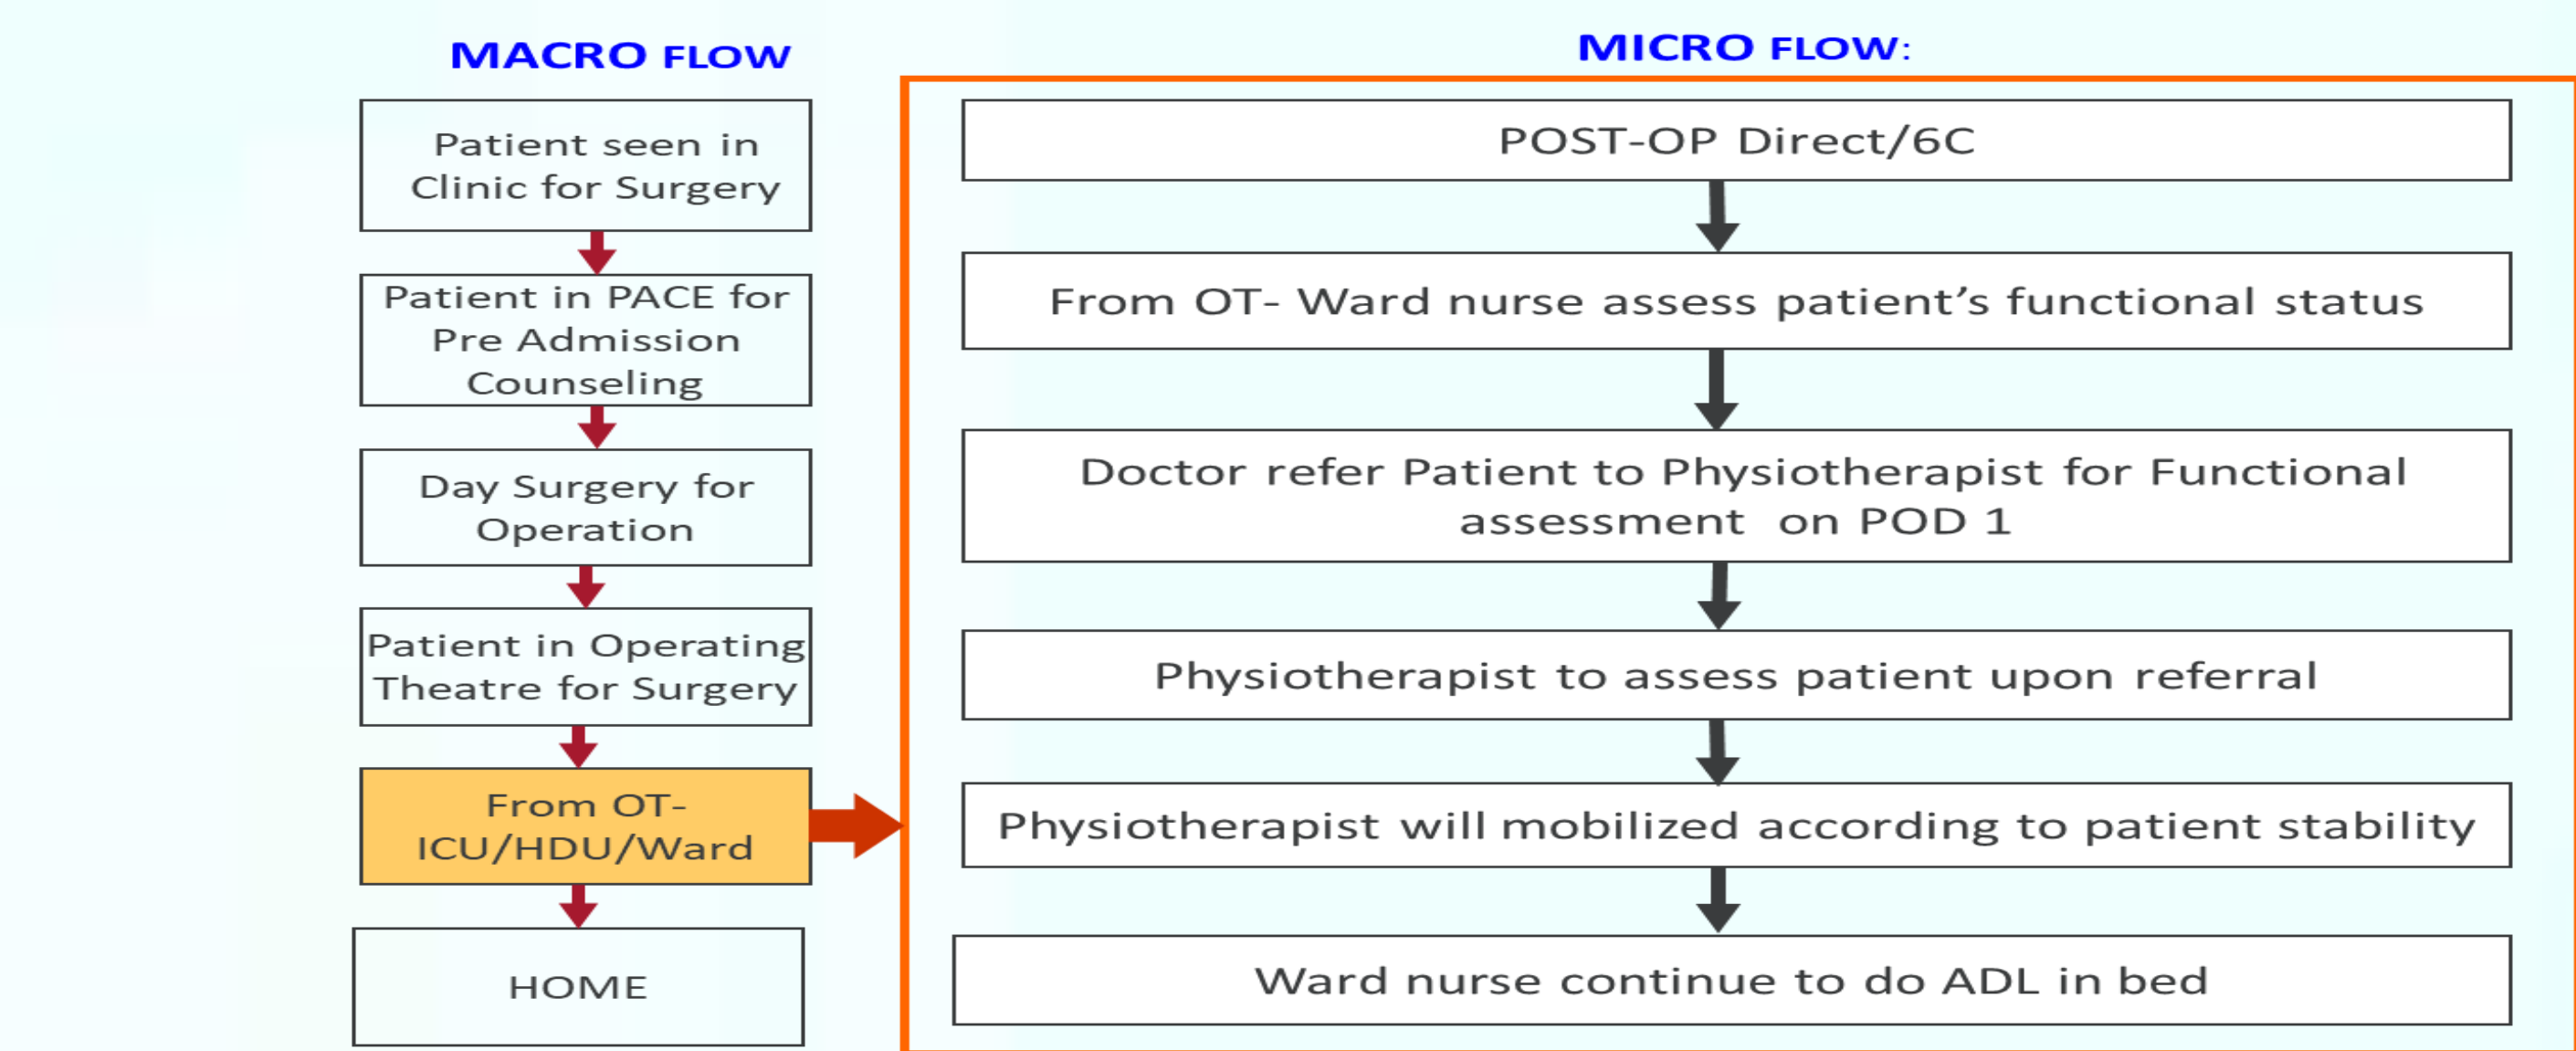 MACRO FLOW
Patient seen in
Clinic for Surgery
Patient in PACE for
Pre Admission
Counseling
Day Surgery for
Operation
Patient in Operating
Theatre for Surgery
From OT-
ICU/HDU/Ward
HOME
MICRO FLOW:
POST-OP Direct/6C
From OT- Ward nurse assess patient’s functional status
Doctor refer Patient to Physiotherapist for Functional
assessment on POD 1
Physiotherapist to assess patient upon referral
Physiotherapist will mobilized according to patient stability
Ward nurse continue to do ADL in bed